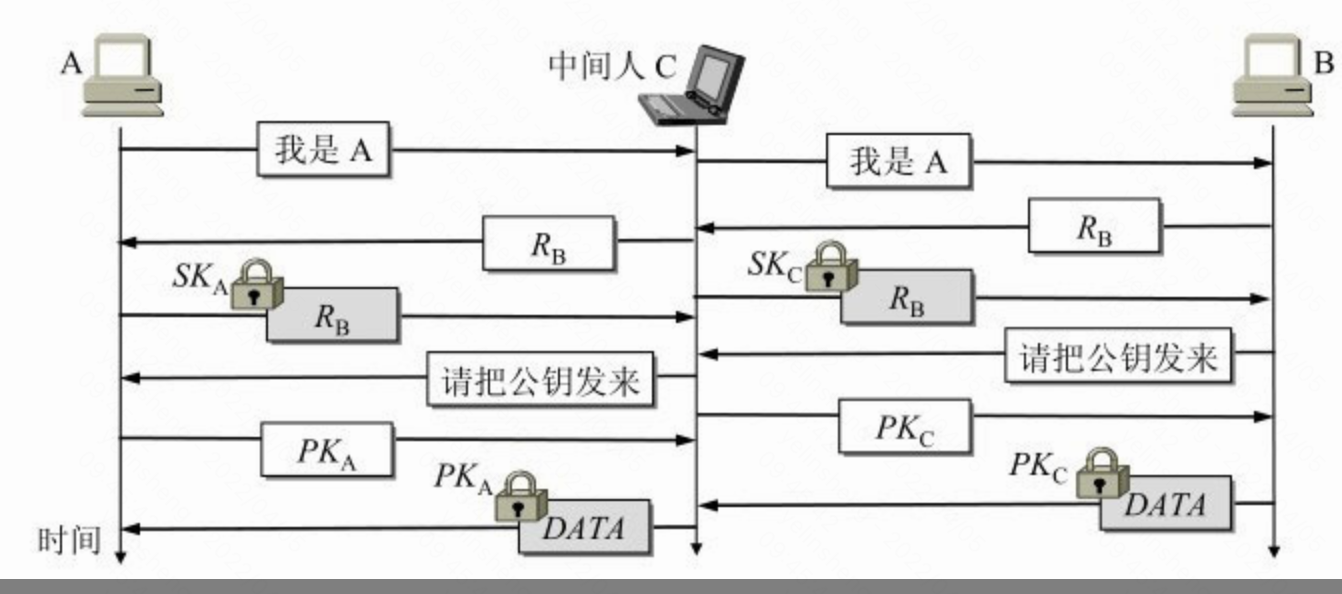 A
中间人 C
B
我是 A
我是 A
R_B
R_B
SK_A
R_B
SK_C
R_B
请把公钥发来
请把公钥发来
PK_A
PK_C
PK_A
DATA
PK_C
DATA
时间